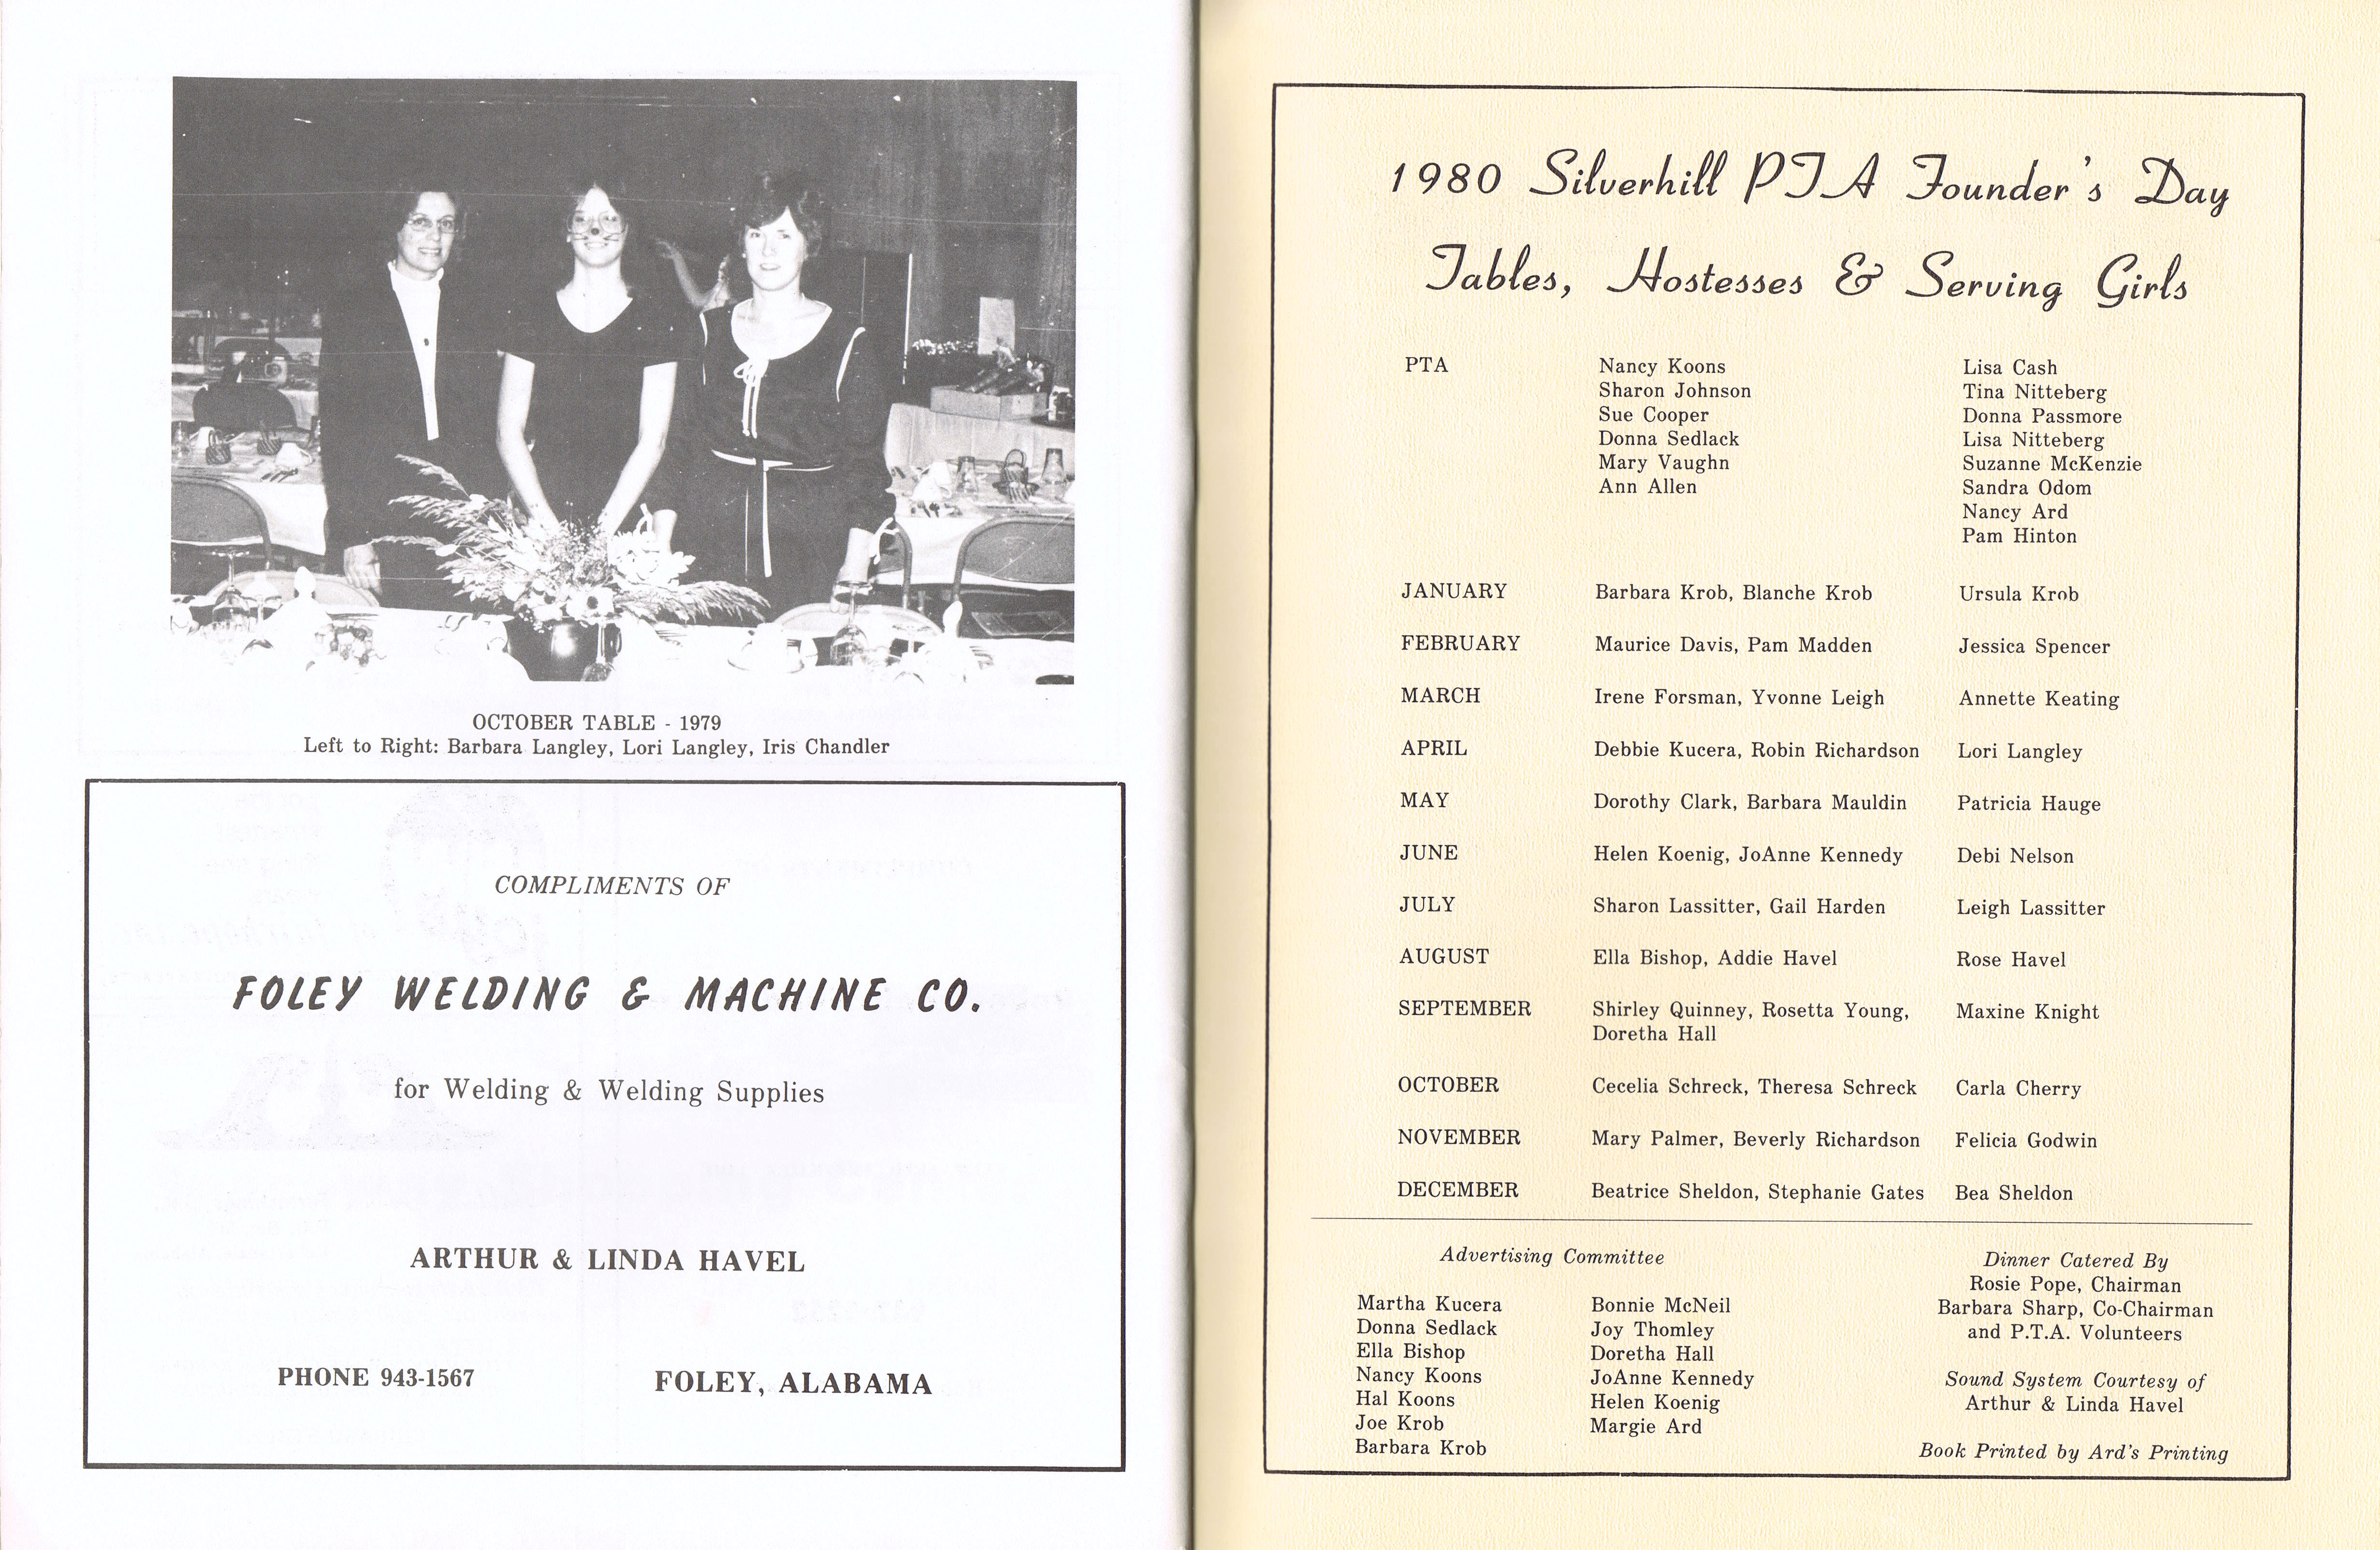 OCTOBER TABLE - 1979
Left to Right: Barbara Langley, Lori Langley, Iris Chandler
COMPLIMENTS OF
FOLEY WELDING & MACHINE CO.
for Welding & Welding Supplies
ARTHUR & LINDA HAVEL
PHONE 943-1567 FOLEY, ALABAMA
1980 Silverhill PTA Founder's Day
Tables, Hostesses & Serving Girls
PTA Nancy Koons Lisa Cash
Sharon Johnson Tina Nitteberg
Sue Cooper Donna Passmore
Donna Sedlack Lisa Nitteberg
Mary Vaughn Suzanne McKenzie
Ann Allen Sandra Odom
Nancy Ard
Pam Hinton
JANUARY Barbara Krob, Blanche Krob Ursula Krob
FEBRUARY Maurice Davis, Pam Madden Jessica Spencer
MARCH Irene Forsman, Yvonne Leigh Annette Keating
APRIL Debbie Kucera, Robin Richardson Lori Langley
MAY Dorothy Clark, Barbara Mauldin Patricia Hauge
JUNE Helen Koenig, JoAnne Kennedy Debi Nelson
JULY Sharon Lassitter, Gail Harden Leigh Lassitter
AUGUST Ella Bishop, Addie Havel Rose Havel
SEPTEMBER Shirley Quinney, Rosetta Young, Maxine Knight
Doretha Hall
OCTOBER Cecelia Schreck, Theresa Schreck Carla Cherry
NOVEMBER Mary Palmer, Beverly Richardson Felicia Godwin
DECEMBER Beatrice Sheldon, Stephanie Gates Bea Sheldon
Advertising Committee
Martha Kucera Bonnie McNeil
Donna Sedlack Joy Thomley
Ella Bishop Doretha Hall
Nancy Koons JoAnne Kennedy
Hal Koons Helen Koenig
Joe Krob Margie Ard
Barbara Krob
Dinner Catered By
Rosie Pope, Chairman
Barbara Sharp, Co-Chairman
and P.T.A. Volunteers
Sound System Courtesy of
Arthur & Linda Havel
Book Printed by Ard's Printing